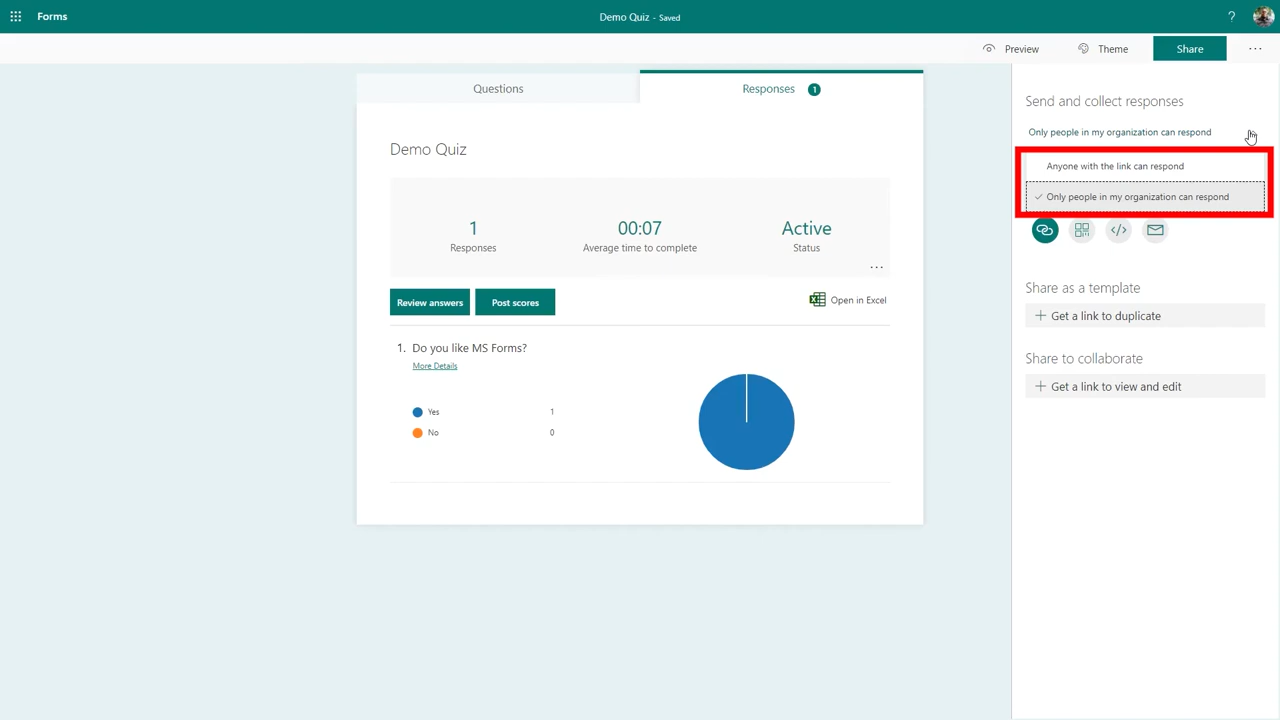 Forms
Demo Quiz - Saved
?
Preview
Theme
Share
...
Questions
Responses 1
Demo Quiz
1
Responses
00:07
Average time to complete
Active
Status
...
Review answers
Post scores
Open in Excel
1. Do you like MS Forms?
More Details
Yes 1
No 0
Send and collect responses
Only people in my organization can respond
Anyone with the link can respond
Only people in my organization can respond
Share as a template
Get a link to duplicate
Share to collaborate
Get a link to view and edit